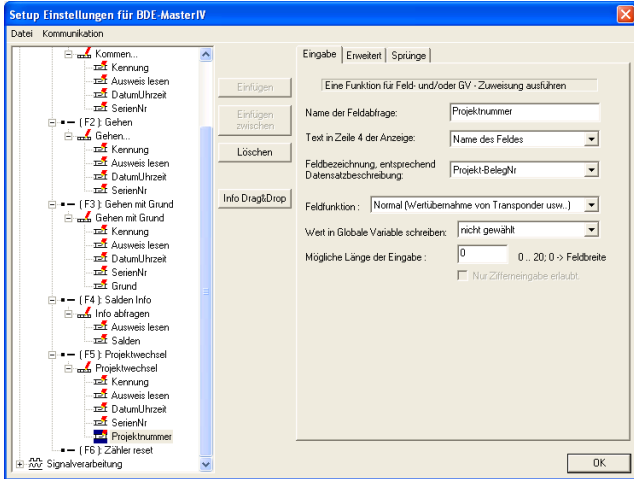 Setup Einstellungen für BDE-MasterIV
Datei Kommunikation
Kommen...
Kennung
Ausweis lesen
DatumUhrzeit
SerienNr
( F2 ): Gehen
Gehen...
Kennung
Ausweis lesen
DatumUhrzeit
SerienNr
( F3 ): Gehen mit Grund
Gehen mit Grund
Kennung
Ausweis lesen
DatumUhrzeit
SerienNr
Grund
( F4 ): Salden Info
Info abfragen
Ausweis lesen
Salden
( F5 ): Projektwechsel
Projektwechsel
Kennung
Ausweis lesen
DatumUhrzeit
SerienNr
Projektnummer
( F6 ): Zähler reset
Signalverarbeitung
Einfügen
Einfügen
zwischen
Löschen
Info Drag&Drop
Eingabe Erweitert Sprünge
Eine Funktion für Feld- und/oder GV - Zuweisung ausführen
Name der Feldabfrage: Projektnummer
Text in Zeile 4 der Anzeige: Name des Feldes
Feldbezeichnung, entsprechend
Datensatzbeschreibung: Projekt-BelegNr
Feldfunktion : Normal (Wertübernahme von Transponder usw..)
Wert in Globale Variable schreiben: nicht gewählt
Mögliche Länge der Eingabe : 0 0 .. 20; 0 -> Feldbreite
Nur Zifferneingabe erlaubt.
OK